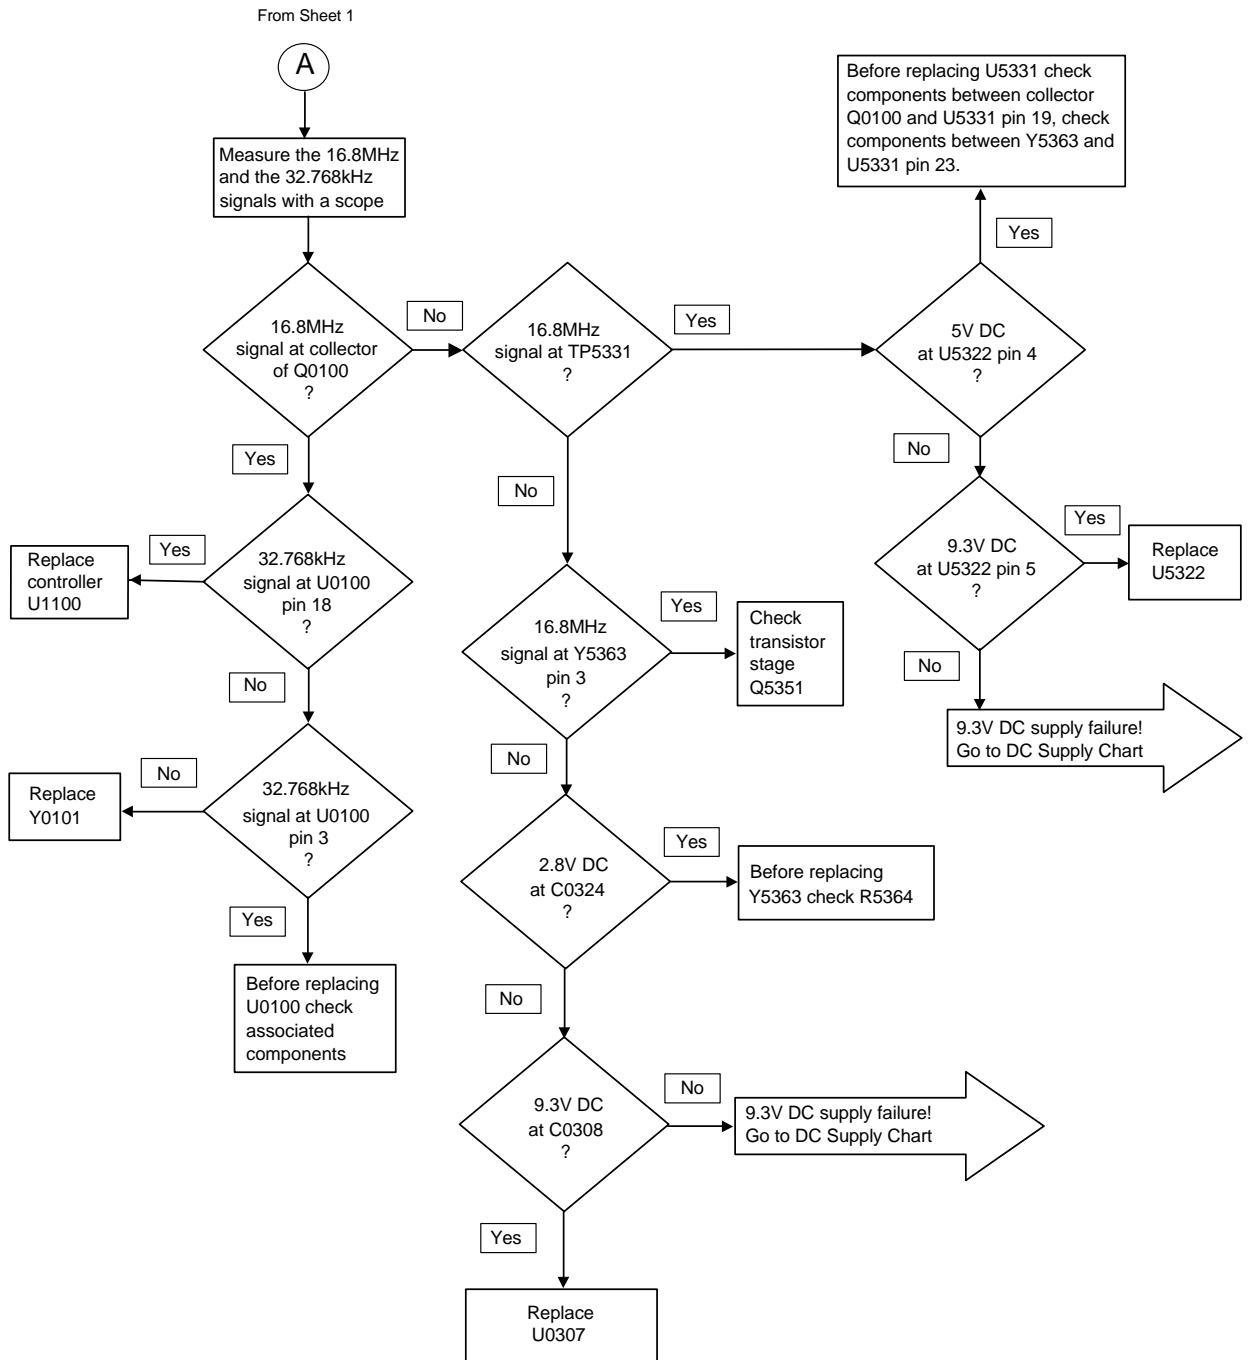 From Sheet 1
A
Measure the 16.8MHz
and the 32.768kHz
signals with a scope
Before replacing U5331 check
components between collector
Q0100 and U5331 pin 19, check
components between Y5363 and
U5331 pin 23.
Yes
16.8MHz
signal at collector
of Q0100
?
No
16.8MHz
signal at TP5331
?
Yes
5V DC
at U5322 pin 4
?
Yes
No
No
32.768kHz
signal at U0100
pin 18
?
Yes
Replace
controller
U1100
9.3V DC
at U5322 pin 5
?
Yes
Replace
U5322
16.8MHz
signal at Y5363
pin 3
?
Yes
Check
transistor
stage
Q5351
No
No
9.3V DC supply failure!
Go to DC Supply Chart
32.768kHz
signal at U0100
pin 3
?
No
Replace
Y0101
No
2.8V DC
at C0324
?
Yes
Before replacing
Y5363 check R5364
Yes
Before replacing
U0100 check
associated
components
No
9.3V DC
at C0308
?
No
9.3V DC supply failure!
Go to DC Supply Chart
Yes
Replace
U0307